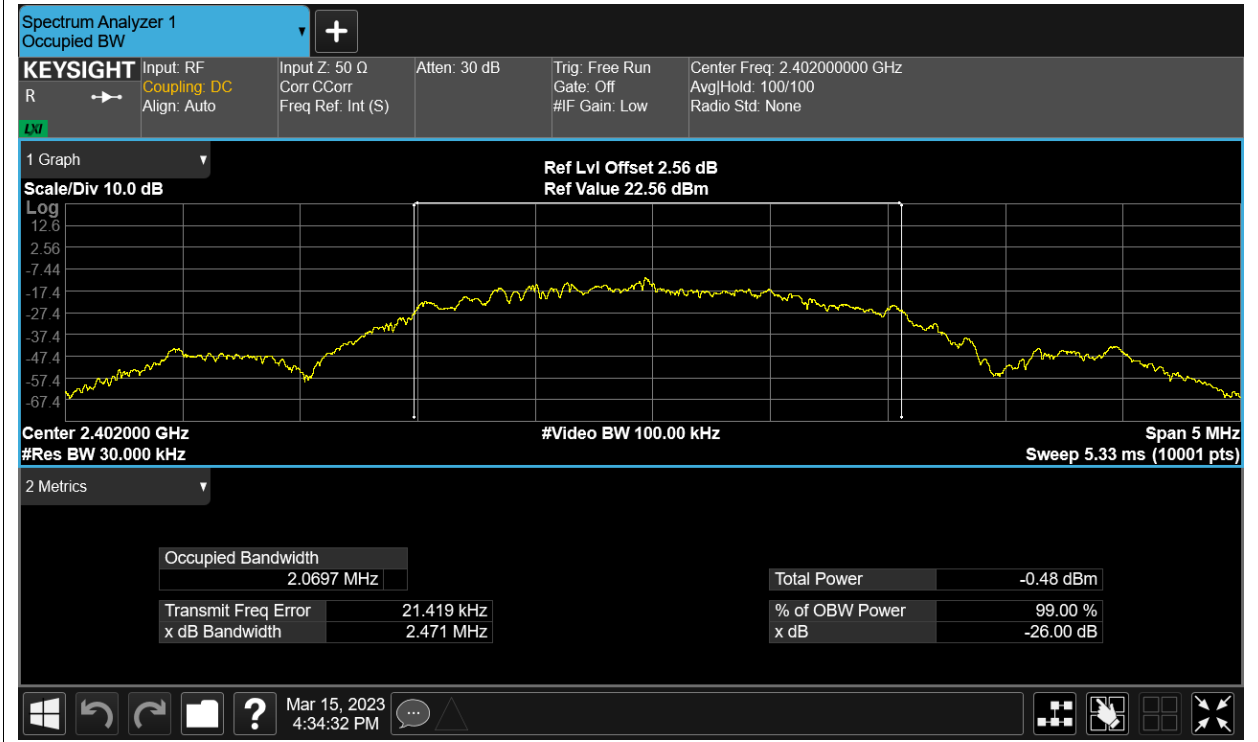 Spectrum Analyzer 1
Occupied BW
KEYSIGHT
R
LXI
Input: RF
Coupling: DC
Align: Auto
Input Z: 50 Ω
Corr CCorr
Freq Ref: Int (S)
Atten: 30 dB
Trig: Free Run
Gate: Off
#IF Gain: Low
Center Freq: 2.402000000 GHz
Avg|Hold: 100/100
Radio Std: None
1 Graph
Scale/Div 10.0 dB
Ref Lvl Offset 2.56 dB
Ref Value 22.56 dBm
Log
12.6
2.56
-7.44
-17.4
-27.4
-37.4
-47.4
-57.4
-67.4
Center 2.402000 GHz
#Video BW 100.00 kHz
Span 5 MHz
#Res BW 30.000 kHz
Sweep 5.33 ms (10001 pts)
2 Metrics
Occupied Bandwidth
2.0697 MHz
Total Power -0.48 dBm
Transmit Freq Error 21.419 kHz
% of OBW Power 99.00 %
x dB Bandwidth 2.471 MHz
x dB -26.00 dB
?
Mar 15, 2023
4:34:32 PM